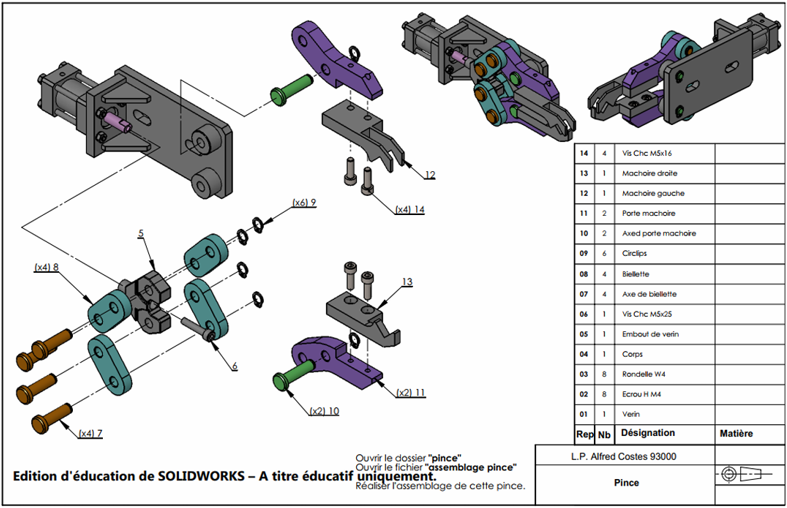 (x6) 9
12
(x4) 14
5
(x4) 8
13
6
(x2) 11
(x2) 10
(x4) 7
14 4 Vis Chc M5x16
13 1 Machoire droite
12 1 Machoire gauche
11 2 Porte machoire
10 2 Axed porte machoire
09 6 Circlips
08 4 Biellette
07 4 Axe de biellette
06 1 Vis Chc M5x25
05 1 Embout de verin
04 1 Corps
03 8 Rondelle W4
02 8 Ecrou H M4
01 1 Verin
Rep Nb Désignation Matière
L.P. Alfred Costes 93000
Pince
Ouvrir le dossier "pince"
Ouvrir le fichier "assemblage pince"
Edition d'éducation de SOLIDWORKS – A titre éducatif uniquement.
Réaliser l'assemblage de cette pince.